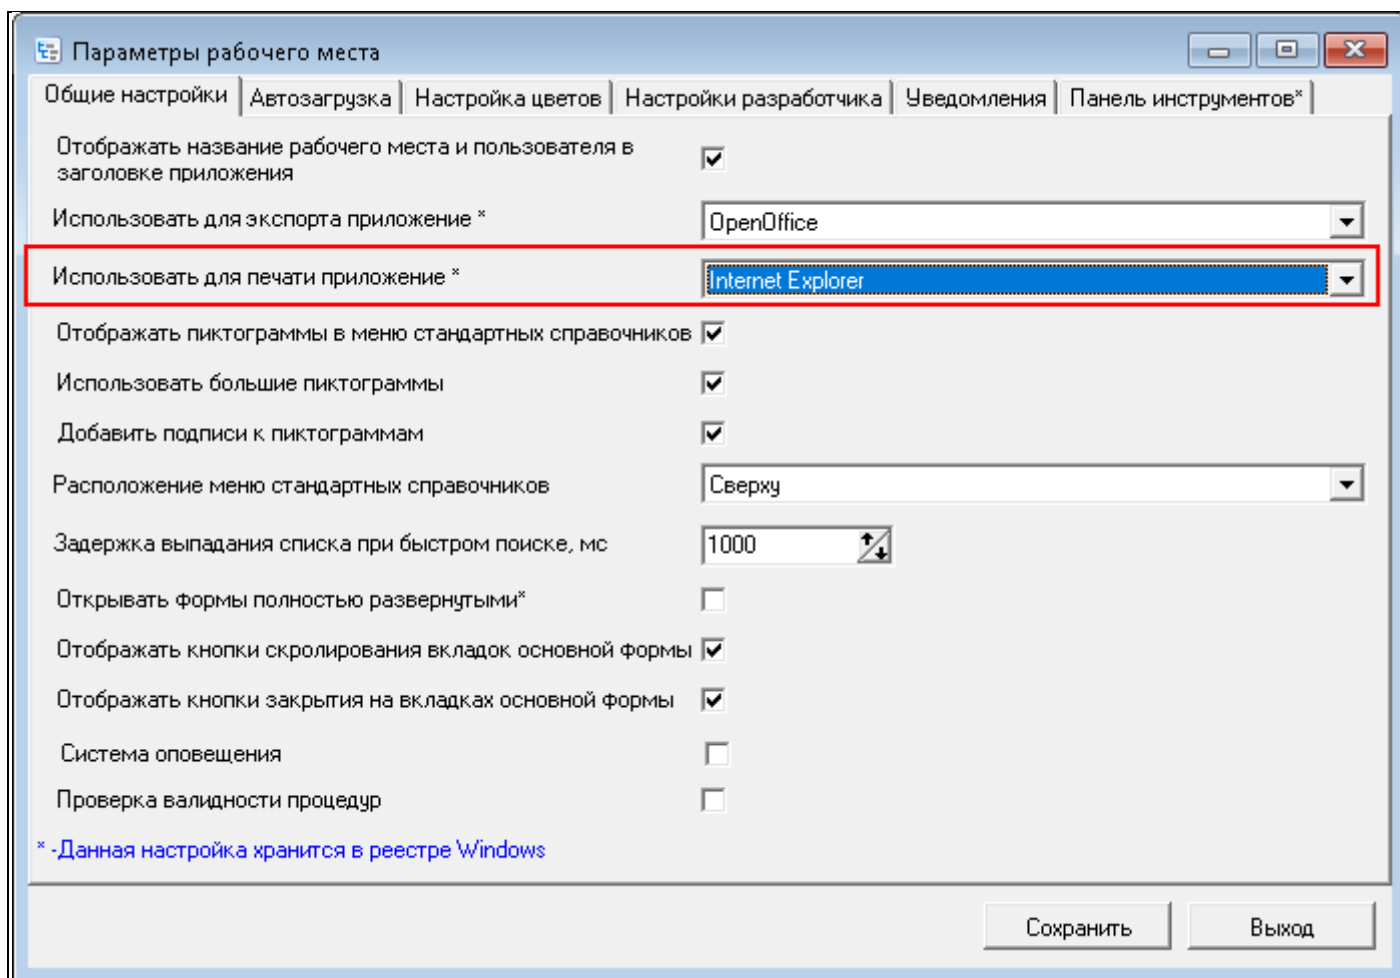 Параметры рабочего места
Общие настройки Автозагрузка Настройка цветов Настройки разработчика Уведомления Панель инструментов*
Отображать название рабочего места и пользователя в
заголовке приложения
Использовать для экспорта приложение * OpenOffice
Использовать для печати приложение * Internet Explorer
Отображать пиктограммы в меню стандартных справочников
Использовать большие пиктограммы
Добавить подписи к пиктограммам
Расположение меню стандартных справочников Сверху
Задержка выпадания списка при быстром поиске, мс 1000
Открывать формы полностью развернутыми*
Отображать кнопки скролирования вкладок основной формы
Отображать кнопки закрытия на вкладках основной формы
Система оповещения
Проверка валидности процедур
* -Данная настройка хранится в реестре Windows
Сохранить Выход